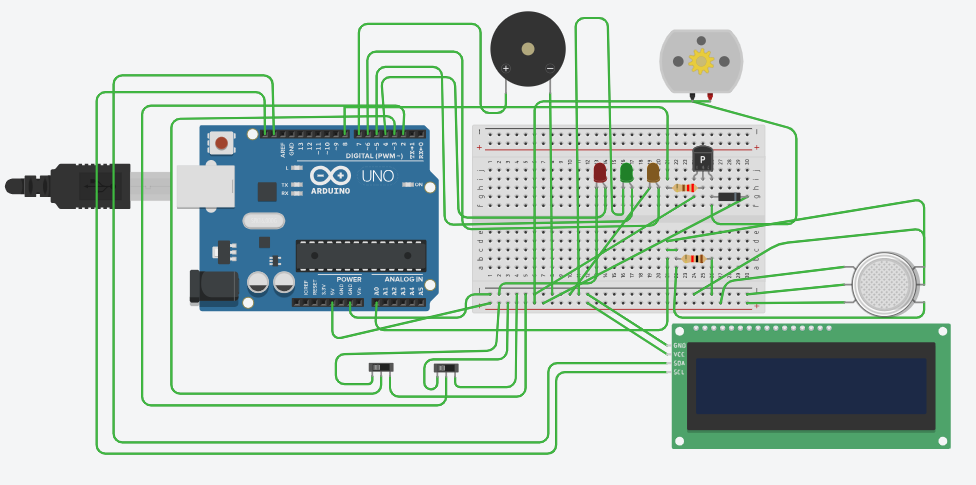 AREF
GND
13
12
~11
~10
~9
8
7
~6
~5
4
~3
2
TX→1
RX←0
DIGITAL (PWM~)
L
TX
RX
ARDUINO
UNO
ON
POWER
ANALOG IN
IOREF
RESET
3.3V
5V
GND
GND
Vin
A0
A1
A2
A3
A4
A5
P
GND
VCC
SDA
SCL